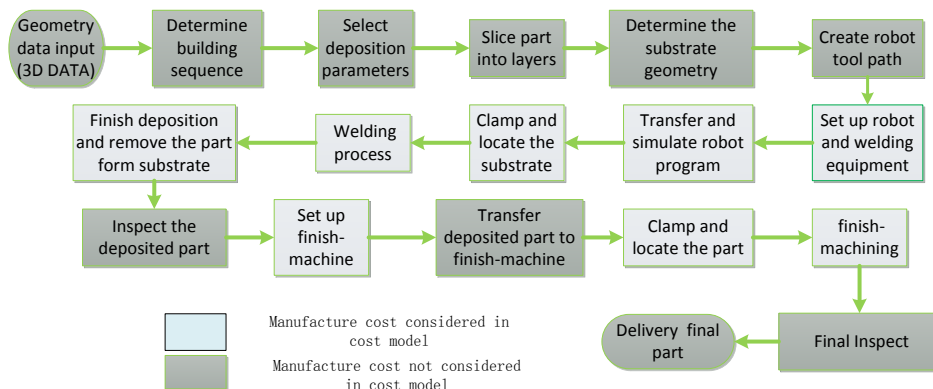 Geometry
data input
(3D DATA)
Determine
building
sequence
Select
deposition
parameters
Slice part
into layers
Determine the
substrate
geometry
Create robot
tool path
Set up robot
and welding
equipment
Transfer and
simulate robot
program
Clamp and
locate the
substrate
Welding
process
Finish deposition
and remove the part
form substrate
Inspect the
deposited part
Set up
finish-
machine
Transfer
deposited part to
finish-machine
Clamp and
locate the part
finish-
machining
Final Inspect
Delivery final
part
Manufacture cost considered in
cost model
Manufacture cost not considered
in cost model